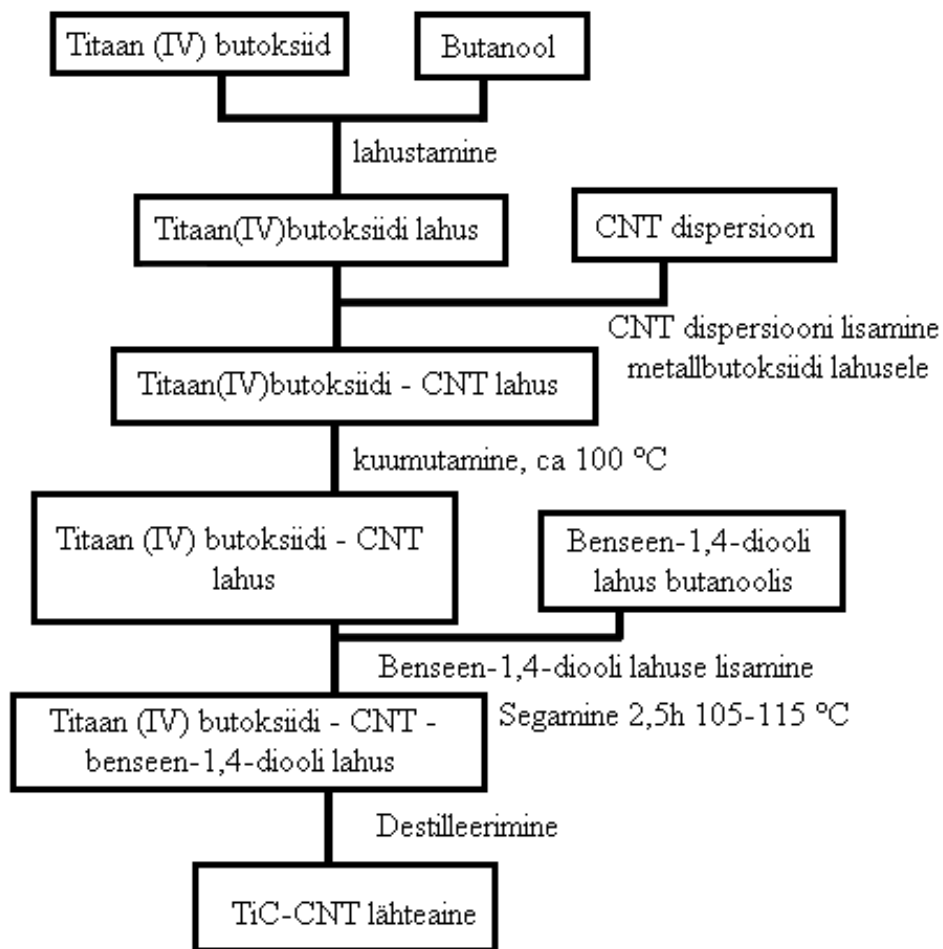 Titaan (IV) butoksiid
Butanool
lahustamine
Titaan(IV)butoksiidi lahus
CNT dispersioon
CNT dispersiooni lisamine
metallbutoksiidi lahusele
Titaan(IV)butoksiidi - CNT lahus
kuumutamine, ca 100 °C
Titaan (IV) butoksiidi - CNT
lahus
Benseen-1,4-diooli
lahus butanoolis
Benseen-1,4-diooli lahuse lisamine
Titaan (IV) butoksiidi - CNT -
benseen-1,4-diooli lahus
Segamine 2,5h 105-115 °C
Destilleerimine
TiC-CNT lähteaine